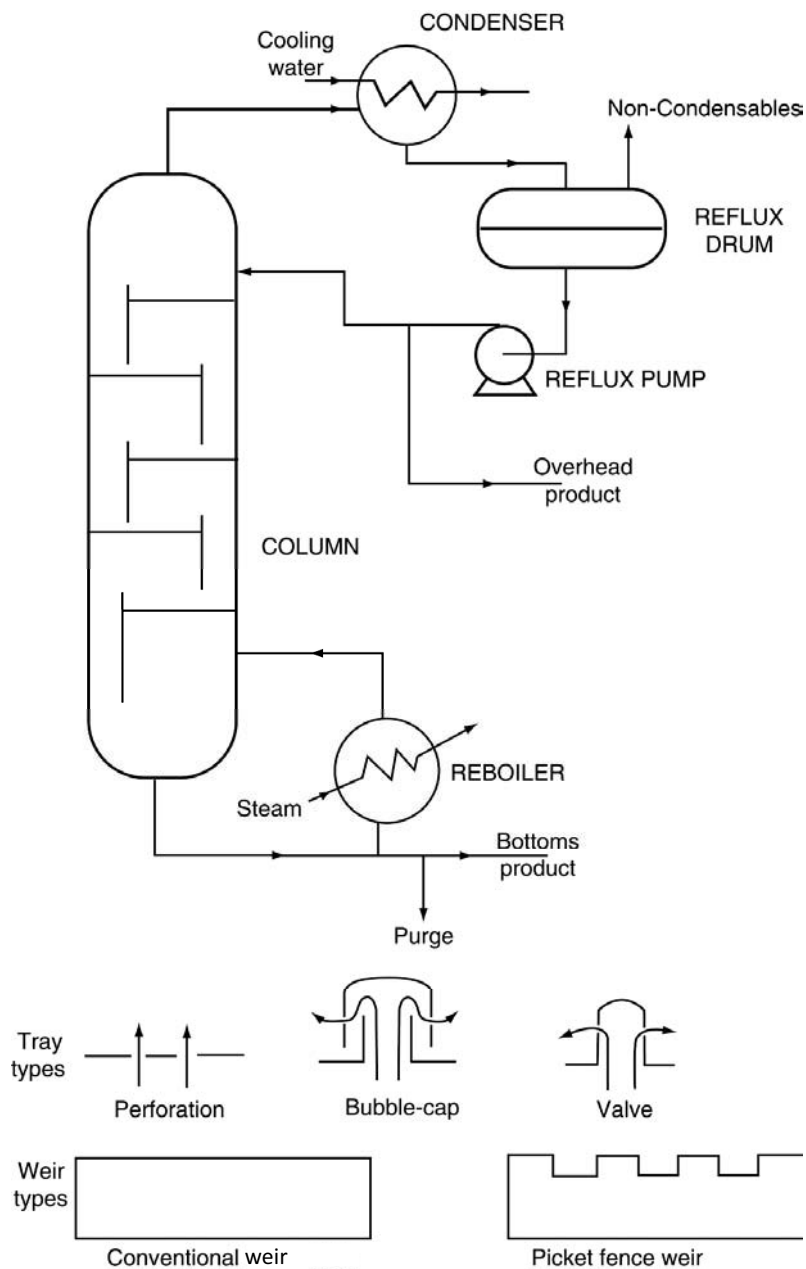 CONDENSER
Cooling
water
Non-Condensables
REFLUX
DRUM
REFLUX PUMP
Overhead
product
COLUMN
REBOILER
Steam
Bottoms
product
Purge
Tray
types
Perforation
Bubble-cap
Valve
Weir
types
Conventional weir
Picket fence weir